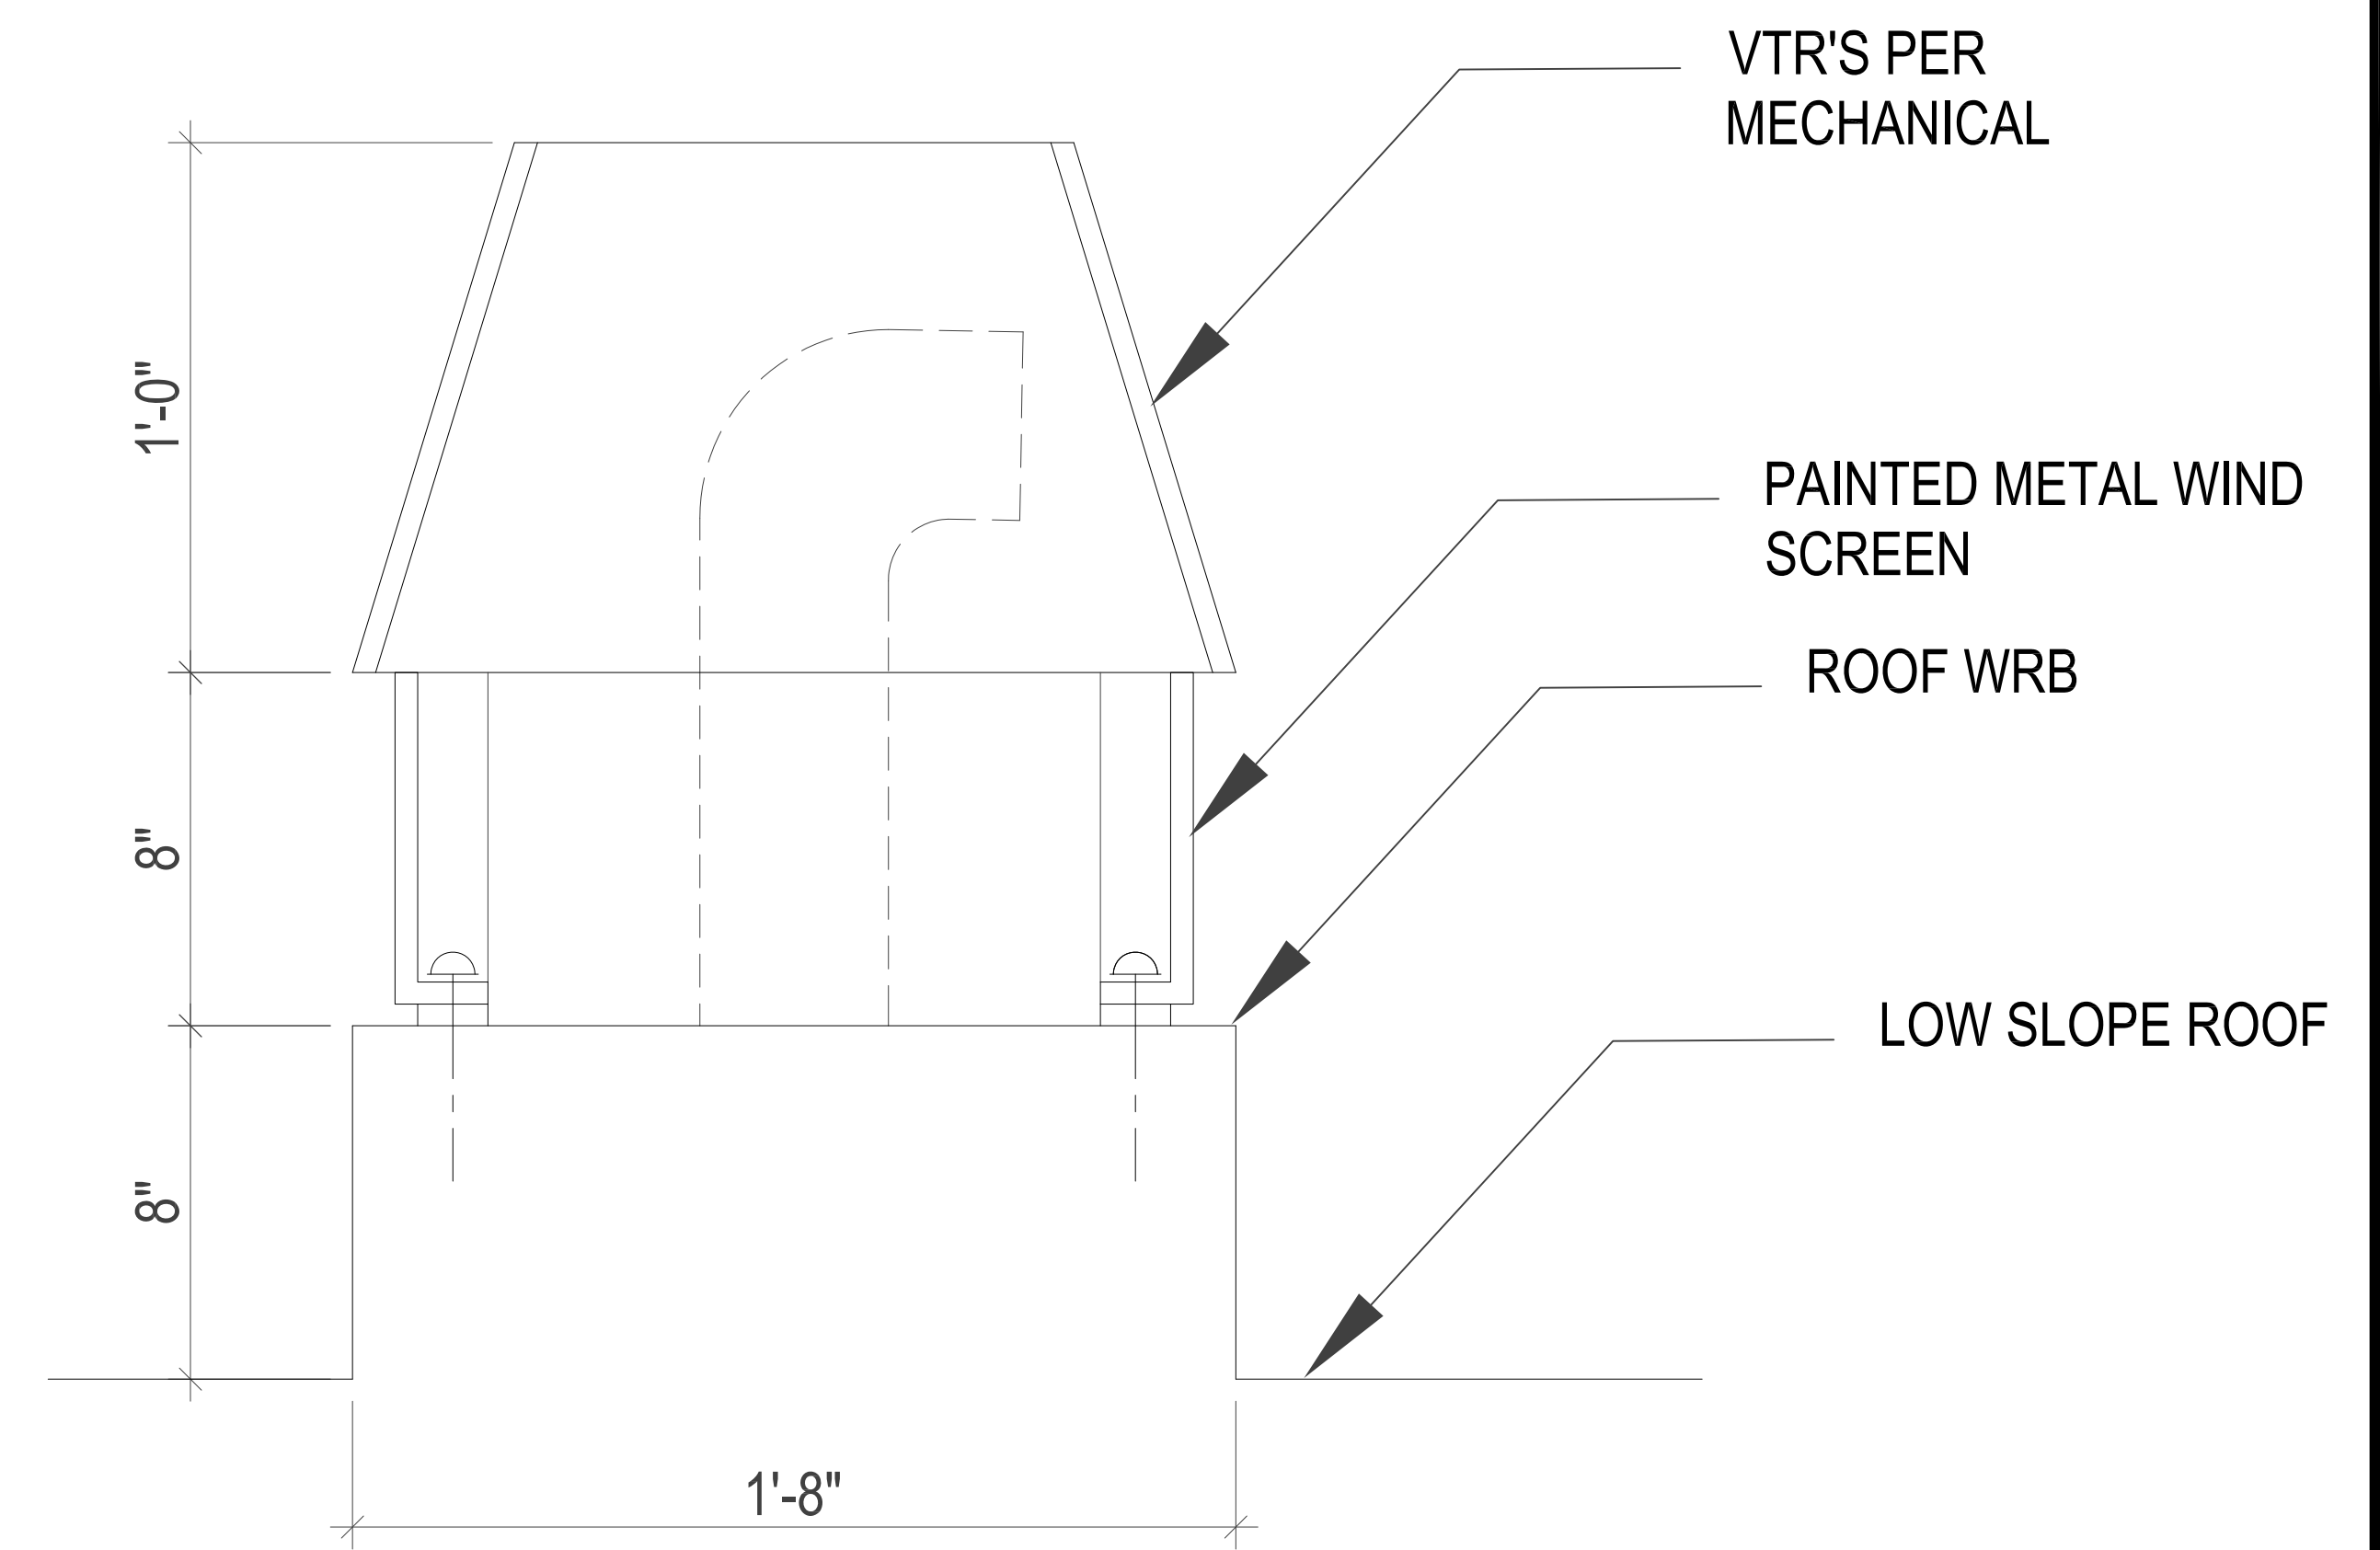 VTR'S PER
MECHANICAL
1'-0"
PAINTED METAL WIND
SCREEN
ROOF WRB
8"
LOW SLOPE ROOF
8"
1'-8"